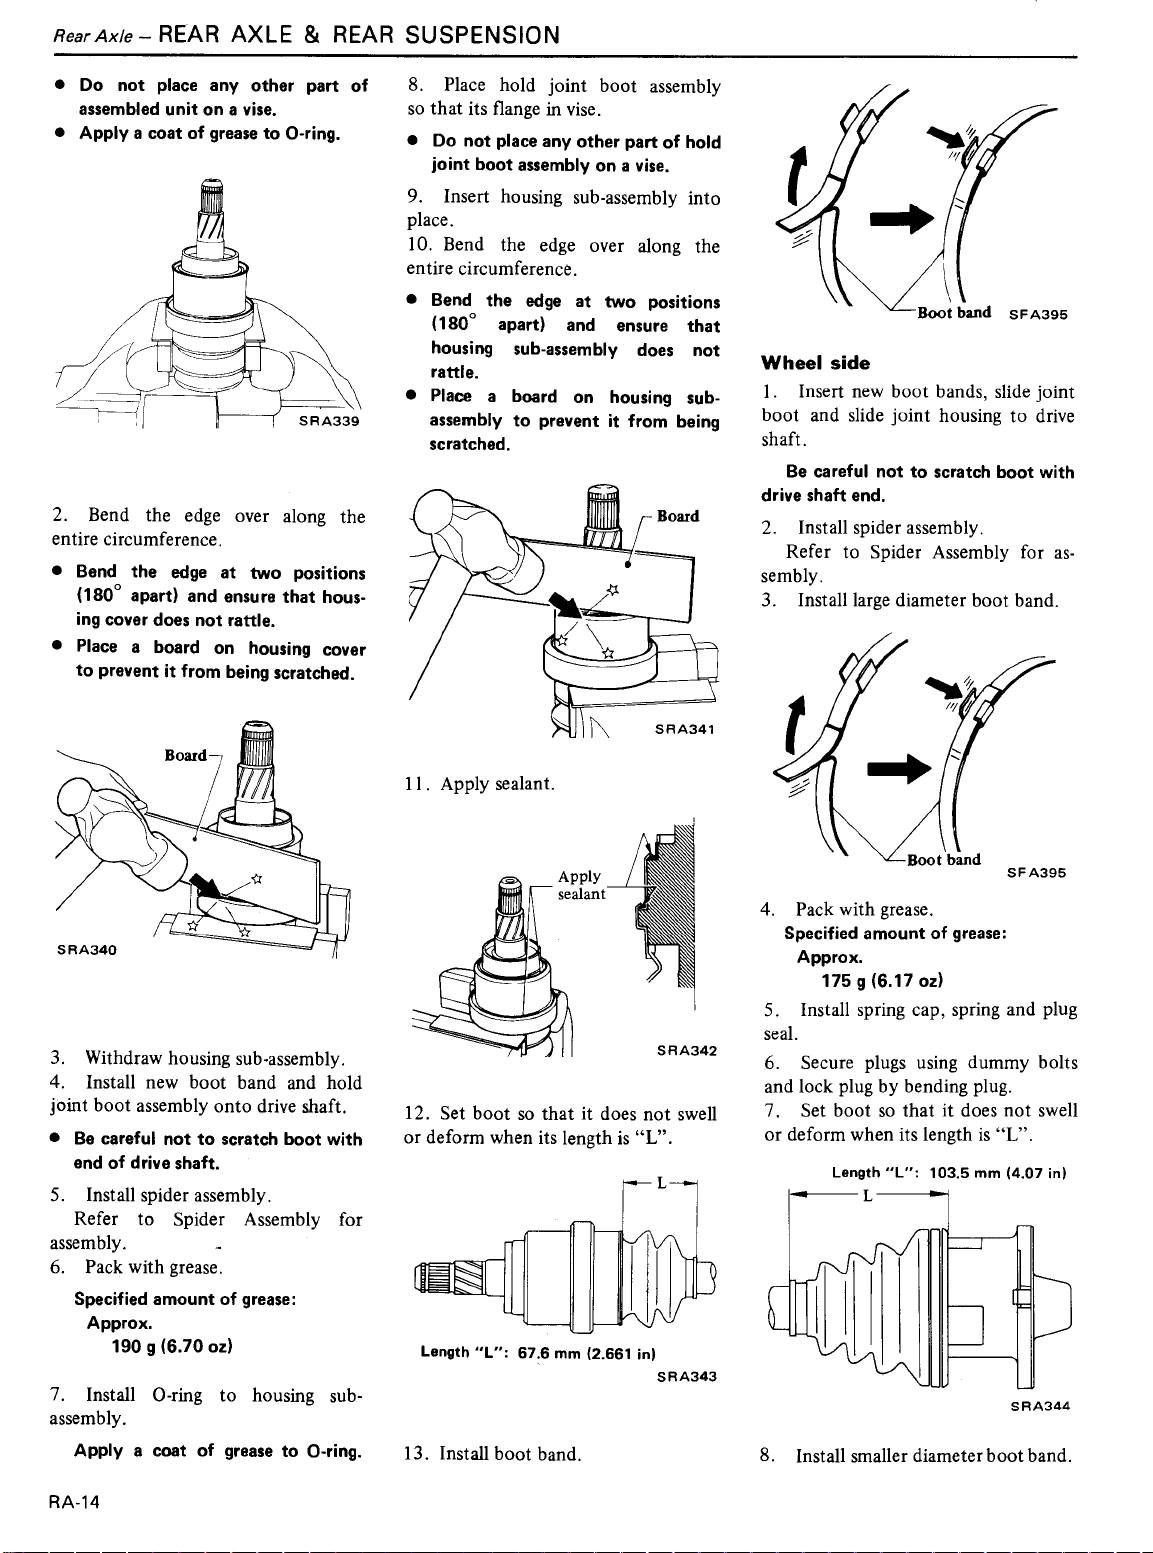 Rear Axle – REAR AXLE & REAR SUSPENSION
• Do not place any other part of
assembled unit on a vise.
• Apply a coat of grease to O-ring.
SRA339
2. Bend the edge over along the
entire circumference.
• Bend the edge at two positions
(180° apart) and ensure that hous-
ing cover does not rattle.
• Place a board on housing cover
to prevent it from being scratched.
Board
SRA340
3. Withdraw housing sub-assembly.
4. Install new boot band and hold
joint boot assembly onto drive shaft.
• Be careful not to scratch boot with
end of drive shaft.
5. Install spider assembly.
Refer to Spider Assembly for
assembly.
6. Pack with grease.
Specified amount of grease:
Approx.
190 g (6.70 oz)
7. Install O-ring to housing sub-
assembly.
Apply a coat of grease to O-ring.
RA-14
8. Place hold joint boot assembly
so that its flange in vise.
• Do not place any other part of hold
joint boot assembly on a vise.
9. Insert housing sub-assembly into
place.
10. Bend the edge over along the
entire circumference.
• Bend the edge at two positions
(180° apart) and ensure that
housing sub-assembly does not
rattle.
• Place a board on housing sub-
assembly to prevent it from being
scratched.
Board
SRA341
11. Apply sealant.
Apply
sealant
SRA342
12. Set boot so that it does not swell
or deform when its length is “L”.
L
Length "L": 67.6 mm (2.661 in)
SRA343
13. Install boot band.
Boot band
SFA395
Wheel side
1. Insert new boot bands, slide joint
boot and slide joint housing to drive
shaft.
Be careful not to scratch boot with
drive shaft end.
2. Install spider assembly.
Refer to Spider Assembly for as-
sembly.
3. Install large diameter boot band.
Boot band
SFA395
4. Pack with grease.
Specified amount of grease:
Approx.
175 g (6.17 oz)
5. Install spring cap, spring and plug
seal.
6. Secure plugs using dummy bolts
and lock plug by bending plug.
7. Set boot so that it does not swell
or deform when its length is “L”.
Length "L": 103.5 mm (4.07 in)
L
SRA344
8. Install smaller diameter boot band.